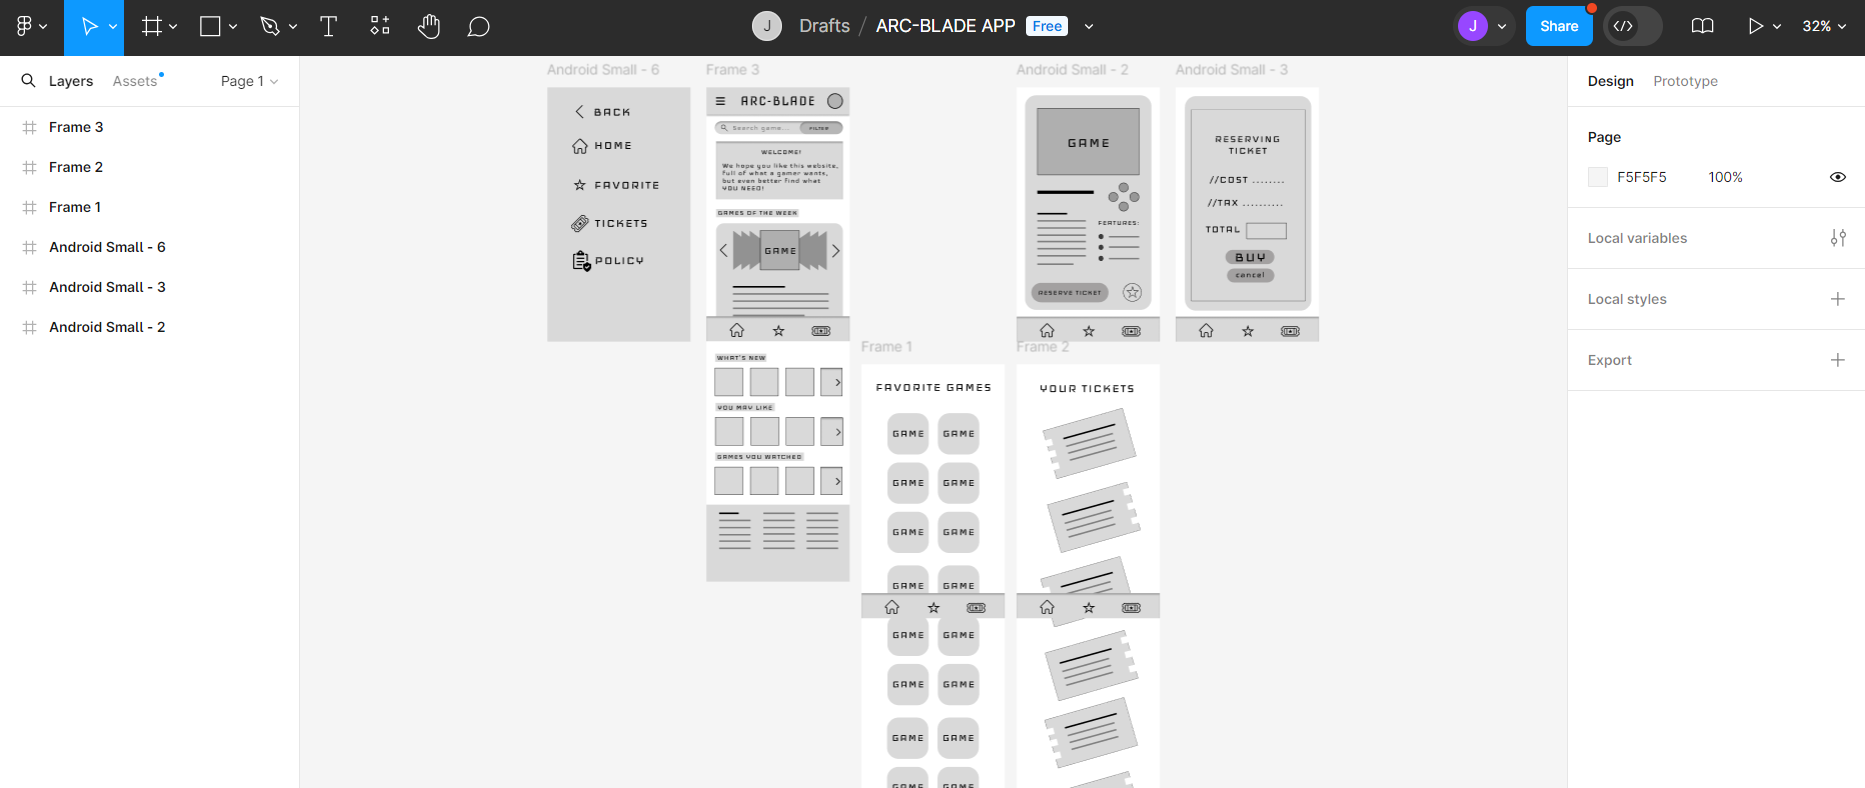 J
Drafts / ARC-BLADE APP Free
J
Share
32%
Layers
Assets
Page 1
Frame 3
Frame 2
Frame 1
Android Small - 6
Android Small - 3
Android Small - 2
Android Small - 6
BACK
HOME
FAVORITE
TICKETS
POLICY
Frame 3
ARC-BLADE
Search game...
FILTER
WELCOME!
We hope you like this website,
full of what a gamer wants,
but even better find what
YOU NEED!
GAMES OF THE WEEK
GAME
WHAT'S NEW
YOU MAY LIKE
GAMES YOU WATCHED
Frame 1
FAVORITE GAMES
GAME GAME
GAME GAME
GAME GAME
GAME GAME
GAME GAME
GAME GAME
GAME GAME
GAME GAME
Android Small - 2
GAME
FEATURES:
RESERVE TICKET
Frame 2
YOUR TICKETS
Android Small - 3
RESERVING
TICKET
//COST ........
//TAX ..........
TOTAL
BUY
cancel
Design
Prototype
Page
F5F5F5
100%
Local variables
Local styles
Export